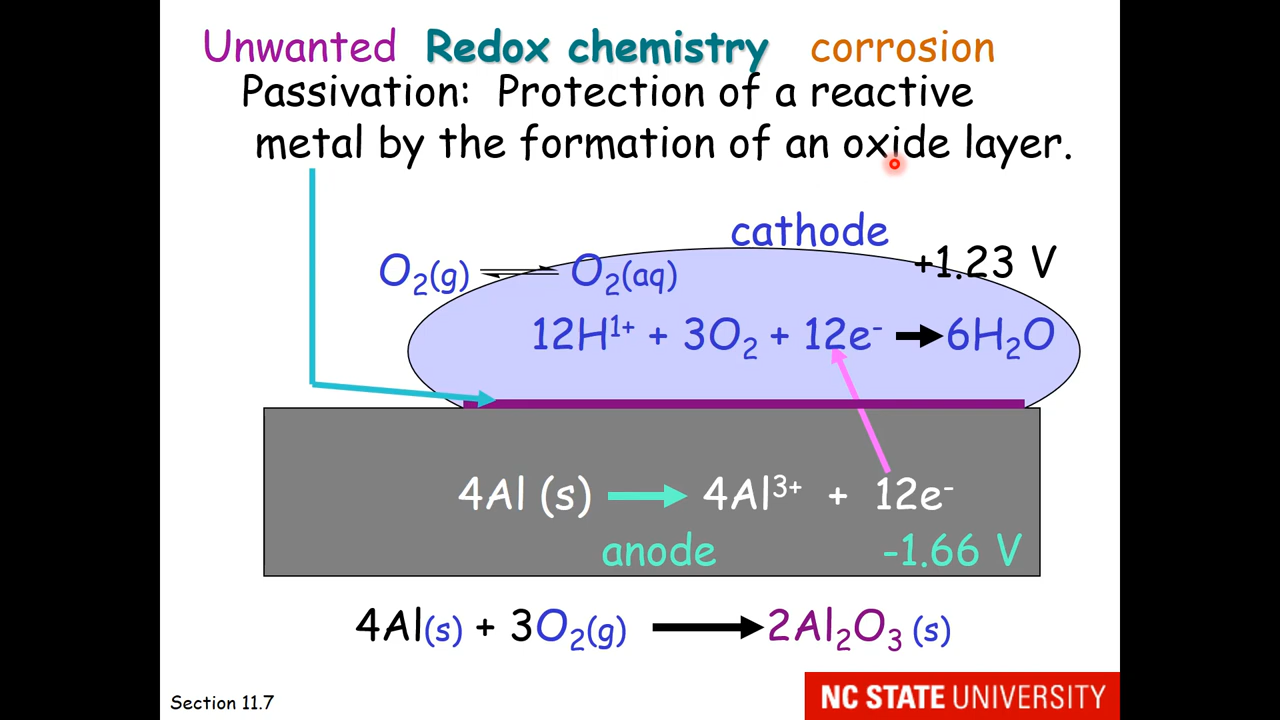 Unwanted Redox chemistry corrosion
Passivation: Protection of a reactive
metal by the formation of an oxide layer.
cathode
+1.23 V
O₂(g) ⇌ O₂(aq)
12H¹⁺ + 3O₂ + 12e⁻ → 6H₂O
4Al (s) → 4Al³⁺ + 12e⁻
anode -1.66 V
4Al(s) + 3O₂(g) → 2Al₂O₃ (s)
Section 11.7
NC STATE UNIVERSITY